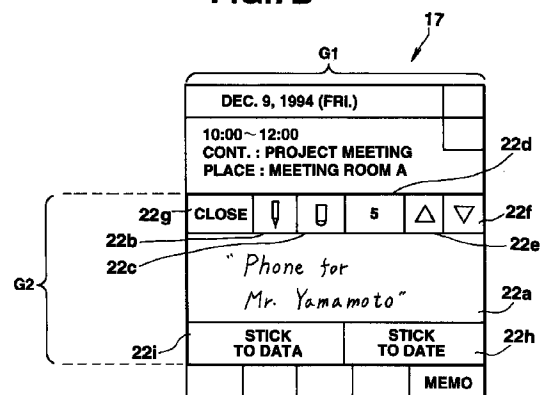 17
G1
DEC. 9, 1994 (FRI.)
10:00~12:00
CONT. : PROJECT MEETING
PLACE : MEETING ROOM A
22d
22g
CLOSE
5
△
▽
22f
22b
22c
22e
G2
"Phone for
Mr. Yamamoto"
22a
22i
STICK
TO DATA
STICK
TO DATE
22h
MEMO